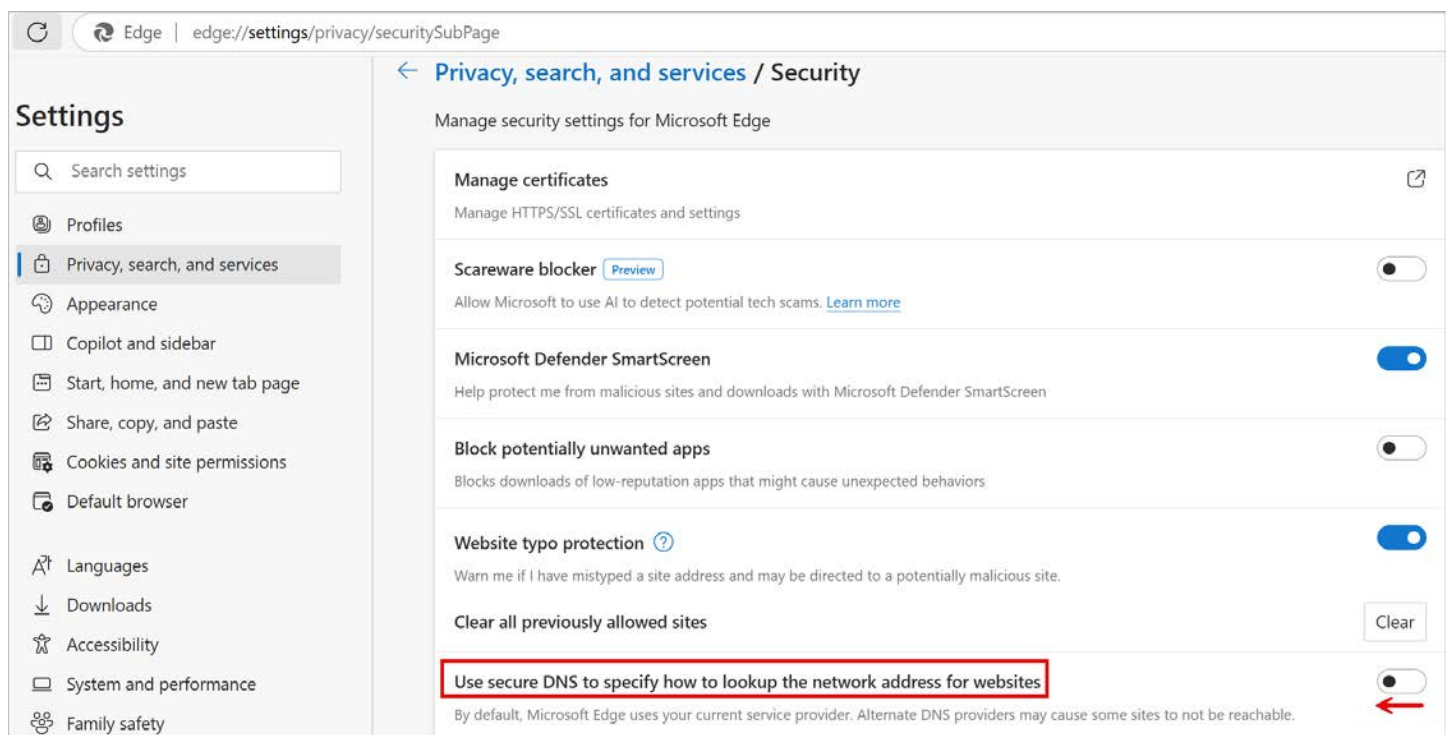 Edge | edge://settings/privacy/securitySubPage
Settings
Search settings
Profiles
Privacy, search, and services
Appearance
Copilot and sidebar
Start, home, and new tab page
Share, copy, and paste
Cookies and site permissions
Default browser
Languages
Downloads
Accessibility
System and performance
Family safety
Privacy, search, and services / Security
Manage security settings for Microsoft Edge
Manage certificates
Manage HTTPS/SSL certificates and settings
Scareware blocker Preview
Allow Microsoft to use AI to detect potential tech scams. Learn more
Microsoft Defender SmartScreen
Help protect me from malicious sites and downloads with Microsoft Defender SmartScreen
Block potentially unwanted apps
Blocks downloads of low-reputation apps that might cause unexpected behaviors
Website typo protection ?
Warn me if I have mistyped a site address and may be directed to a potentially malicious site.
Clear all previously allowed sites Clear
Use secure DNS to specify how to lookup the network address for websites
By default, Microsoft Edge uses your current service provider. Alternate DNS providers may cause some sites to not be reachable.